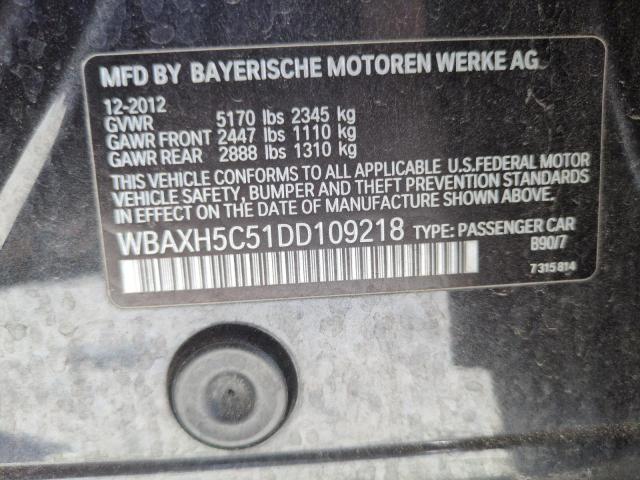 MFD BY BAYERISCHE MOTOREN WERKE AG
12-2012
GVWR 5170 lbs 2345 kg
GAWR FRONT 2447 lbs 1110 kg
GAWR REAR 2888 lbs 1310 kg
THIS VEHICLE CONFORMS TO ALL APPLICABLE U.S.FEDERAL MOTOR
VEHICLE SAFETY, BUMPER AND THEFT PREVENTION STANDARDS
IN EFFECT ON THE DATE OF MANUFACTURE SHOWN ABOVE.
WBAXH5C51DD109218 TYPE: PASSENGER CAR
B90/7
7315814